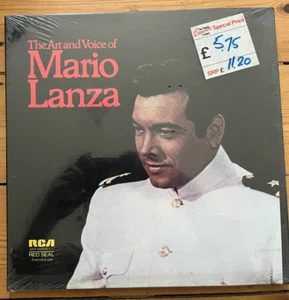 The Art and Voice of
Mario
Lanza
Special Price
£ 5.75
SRP £ 11.20
RCA
RED SEAL